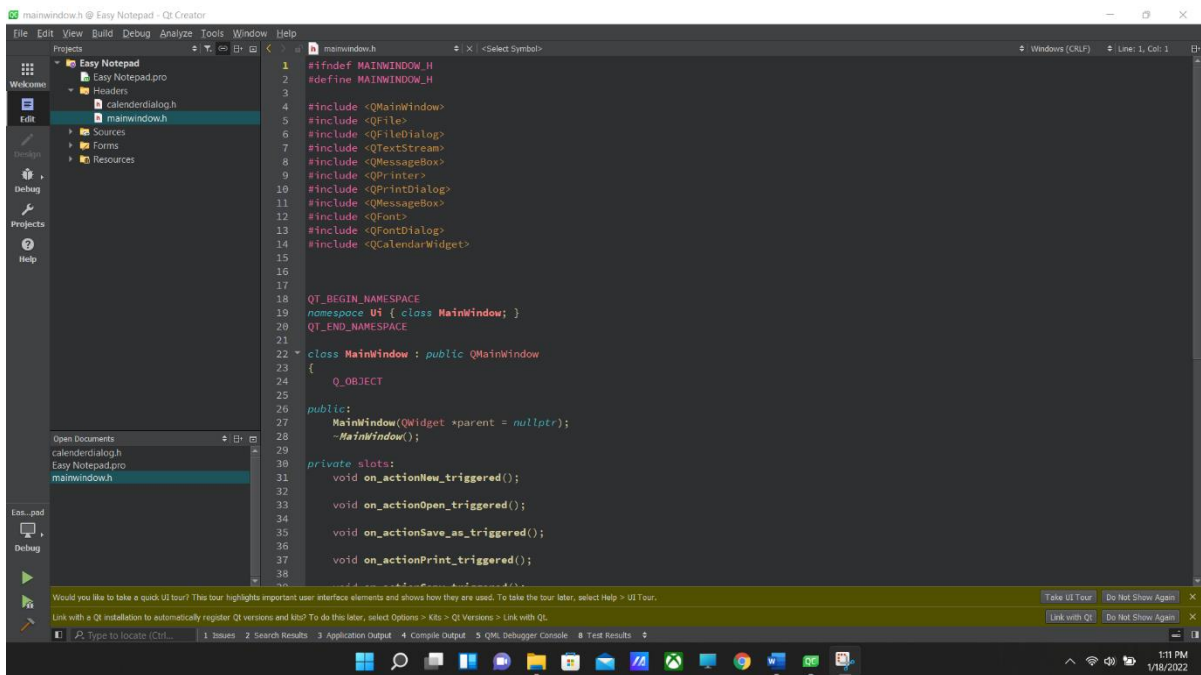 mainwindow.h @ Easy Notepad - Qt Creator
File Edit View Build Debug Analyze Tools Window Help
Projects
mainwindow.h
<Select Symbol>
Windows (CRLF)
Line: 1, Col: 1
Welcome
Edit
Design
Debug
Projects
Help
Easy Notepad
Easy Notepad.pro
Headers
calenderdialog.h
mainwindow.h
Sources
Forms
Resources
Open Documents
calenderdialog.h
Easy Notepad.pro
mainwindow.h
Eas...pad
Debug
1 #ifndef MAINWINDOW_H
2 #define MAINWINDOW_H
3
4 #include <QMainWindow>
5 #include <QFile>
6 #include <QFileDialog>
7 #include <QTextStream>
8 #include <QMessageBox>
9 #include <QPrinter>
10 #include <QPrintDialog>
11 #include <QMessageBox>
12 #include <QFont>
13 #include <QFontDialog>
14 #include <QCalendarWidget>
15
16
17
18 QT_BEGIN_NAMESPACE
19 namespace Ui { class MainWindow; }
20 QT_END_NAMESPACE
21
22 class MainWindow : public QMainWindow
23 {
24 Q_OBJECT
25
26 public:
27 MainWindow(QWidget *parent = nullptr);
28 ~MainWindow();
29
30 private slots:
31 void on_actionNew_triggered();
32
33 void on_actionOpen_triggered();
34
35 void on_actionSave_as_triggered();
36
37 void on_actionPrint_triggered();
38
Would you like to take a quick UI tour? This tour highlights important user interface elements and shows how they are used. To take the tour later, select Help > UI Tour.
Take UI Tour
Do Not Show Again
Link with a Qt installation to automatically register Qt versions and kits? To do this later, select Options > Kits > Qt Versions > Link with Qt.
Link with Qt
Do Not Show Again
Type to locate (Ctrl...
1 Issues 2 Search Results 3 Application Output 4 Compile Output 5 QML Debugger Console 8 Test Results
1:11 PM
1/18/2022